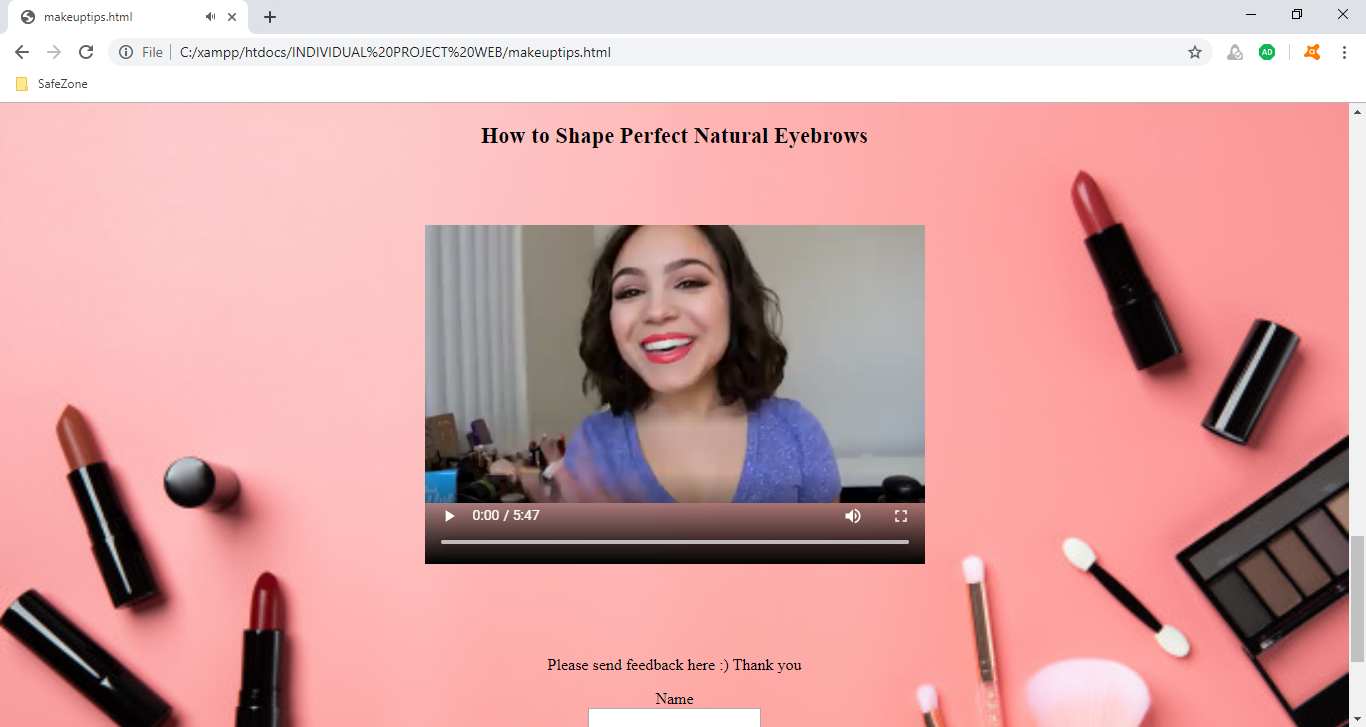 makeuptips.html
File
C:/xampp/htdocs/INDIVIDUAL%20PROJECT%20WEB/makeuptips.html
AD
SafeZone
How to Shape Perfect Natural Eyebrows
0:00 / 5:47
Please send feedback here :) Thank you
Name